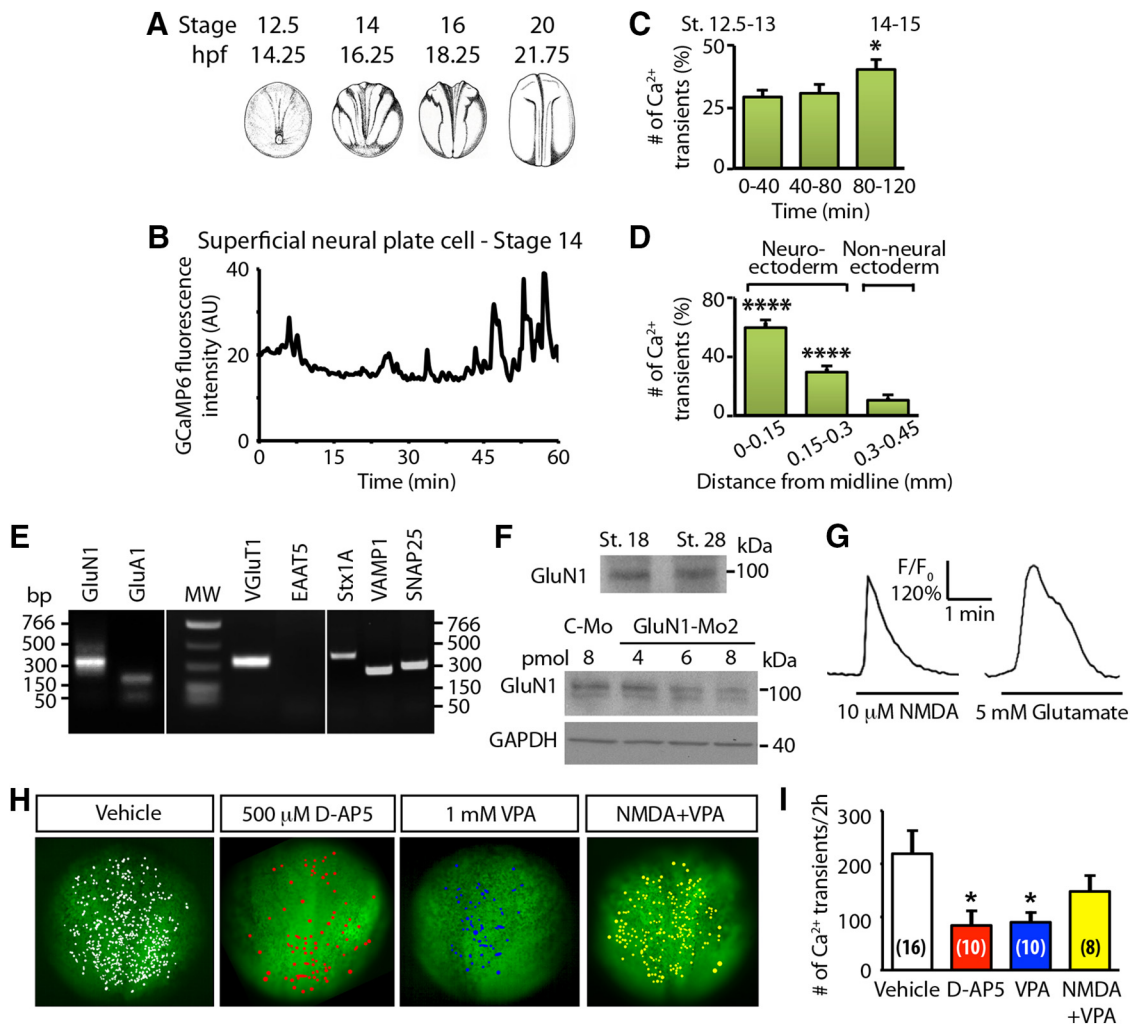 A
Stage 12.5 14 16 20
hpf 14.25 16.25 18.25 21.75
B
Superficial neural plate cell - Stage 14
GCaMP6 fluorescence
intensity (AU)
40
20
0
0 15 30 45 60
Time (min)
C
St. 12.5-13 14-15
# of Ca²⁺
transients (%)
50
25
0
*
0-40 40-80 80-120
Time (min)
D
Neuro-
ectoderm
Non-neural
ectoderm
# of Ca²⁺
transients (%)
80
40
0
****
****
0-0.15 0.15-0.3 0.3-0.45
Distance from midline (mm)
E
bp GluN1 GluA1 MW VGluT1 EAAT5 Stx1A VAMP1 SNAP25
766
500
300
150
50
766
500
300
150
50
F
St. 18 St. 28 kDa
GluN1 100
C-Mo GluN1-Mo2
pmol 8 4 6 8 kDa
GluN1 100
GAPDH 40
G
F/F₀
120%
1 min
10 μM NMDA
5 mM Glutamate
H
Vehicle
500 μM D-AP5
1 mM VPA
NMDA+VPA
I
# of Ca²⁺ transients/2h
300
200
100
0
* *
(16) (10) (10) (8)
Vehicle D-AP5 VPA NMDA
+VPA